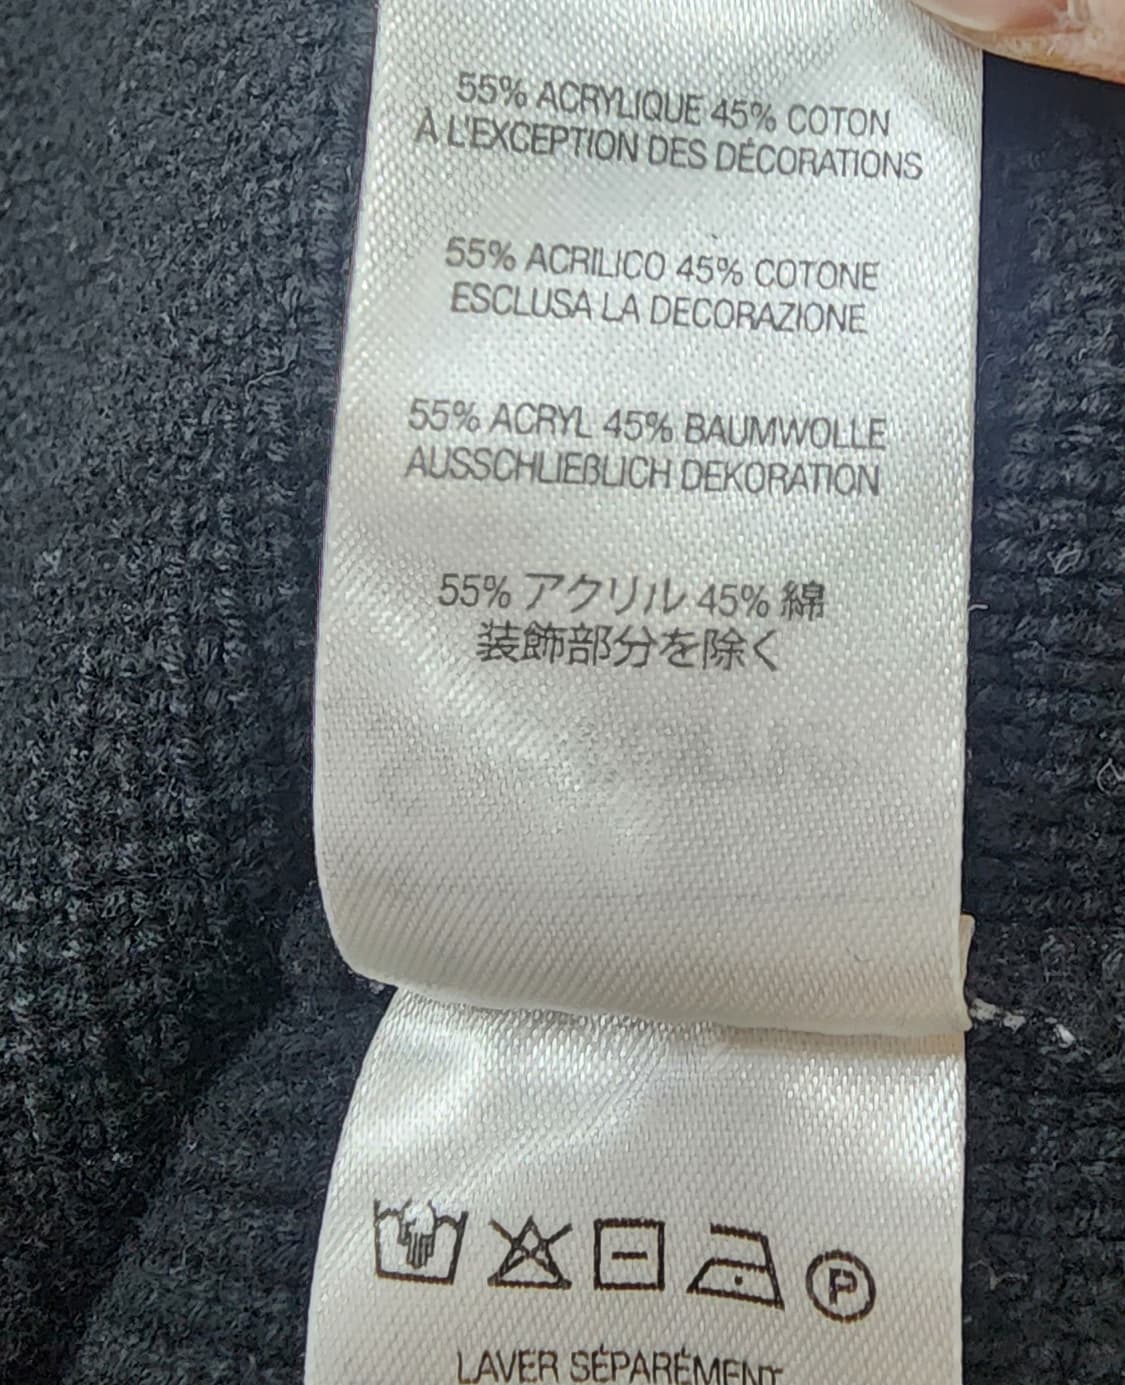 55% ACRYLIQUE 45% COTON
À L'EXCEPTION DES DÉCORATIONS
55% ACRILICO 45% COTONE
ESCLUSA LA DECORAZIONE
55% ACRYL 45% BAUMWOLLE
AUSSCHLIEßLICH DEKORATION
55% アクリル 45% 綿
装飾部分を除く
P
LAVER SÉPARÉMENT